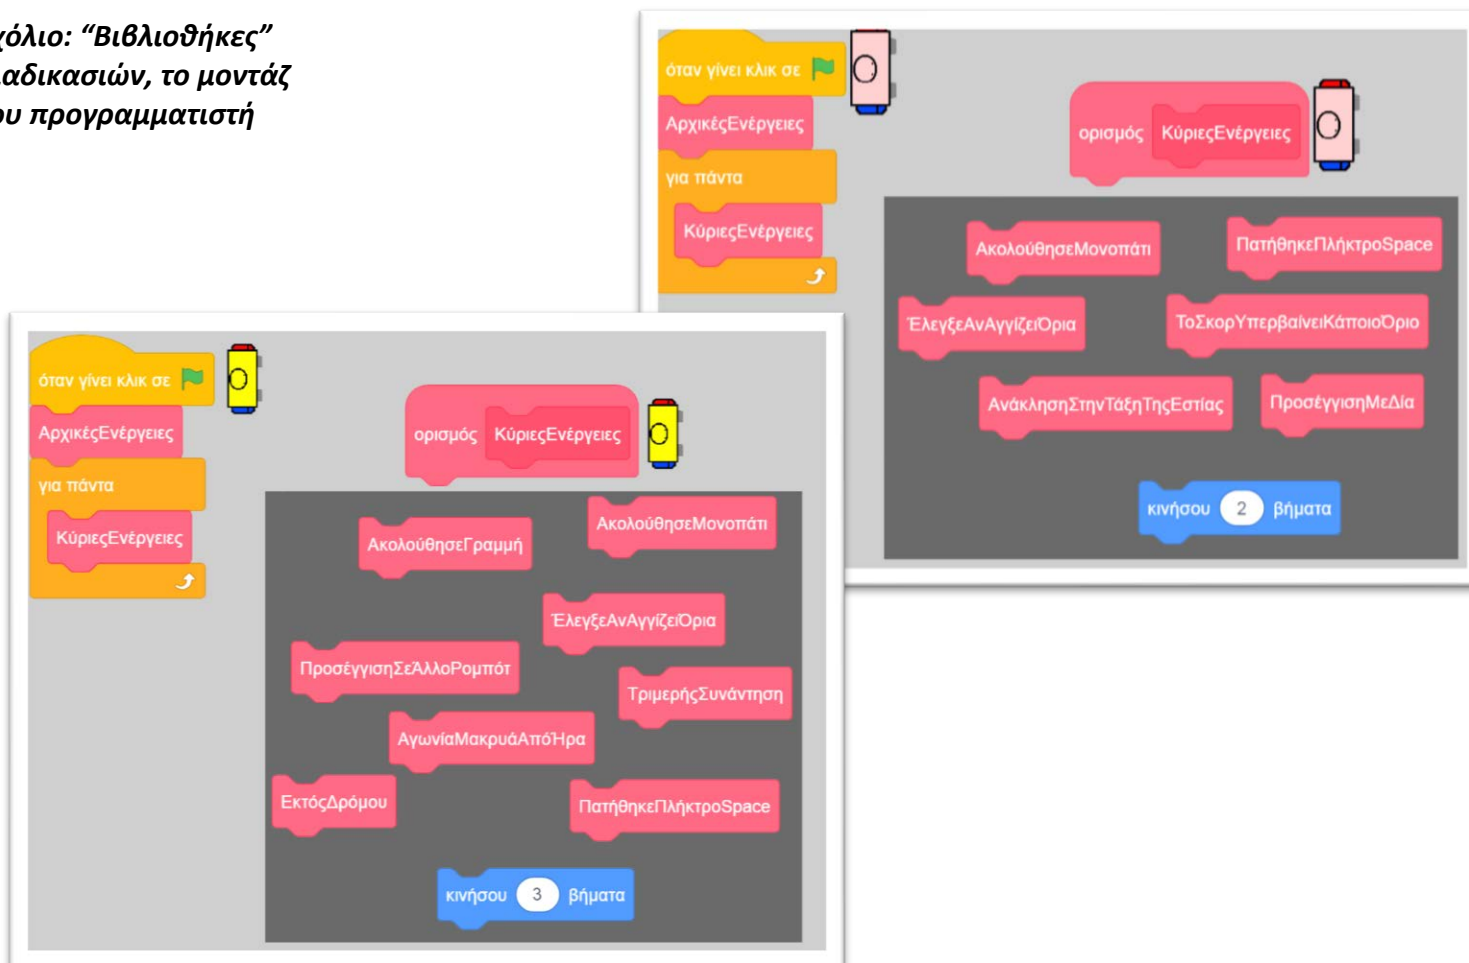 χόλιο: “Βιβλιοθήκες”
ιαδικασιών, το μοντάζ
ου προγραμματιστή
όταν γίνει κλικ σε
ΑρχικέςΕνέργειες
για πάντα
ΚύριεςΕνέργειες
ορισμός ΚύριεςΕνέργειες
ΑκολούθησεΜονοπάτι
ΠατήθηκεΠλήκτροSpace
ΈλεγξεΑνΑγγίζειΌρια
ΤοΣκορΥπερβαίνειΚάποιοΌριο
ΑνάκλησηΣτηνΤάξηΤηςΕστίας
ΠροσέγγισηΜεΔία
κινήσου 2 βήματα
όταν γίνει κλικ σε
ΑρχικέςΕνέργειες
για πάντα
ΚύριεςΕνέργειες
ορισμός ΚύριεςΕνέργειες
ΑκολούθησεΓραμμή
ΑκολούθησεΜονοπάτι
ΈλεγξεΑνΑγγίζειΌρια
ΠροσέγγισηΣεΆλλοΡομπότ
ΤριμερήςΣυνάντηση
ΑγωνίαΜακρυάΑπόΉρα
ΕκτόςΔρόμου
ΠατήθηκεΠλήκτροSpace
κινήσου 3 βήματα